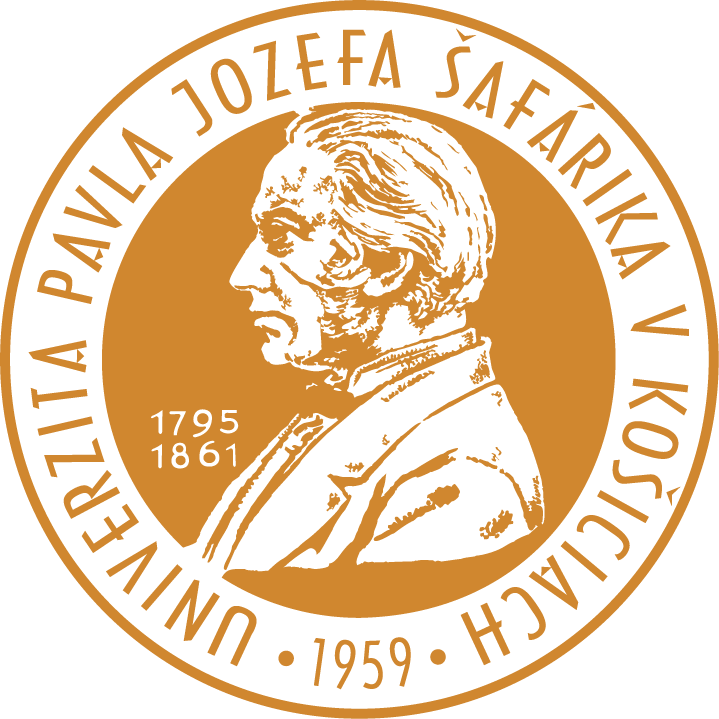 UNIVERZITA PAVLA JOZEFA ŠAFÁRIKA V KOŠICIACH
• 1959 •
1795
1861